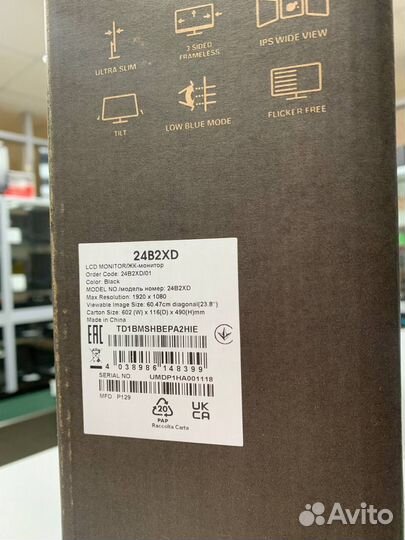 ULTRA SLIM
3 SIDED
FRAMELESS
IPS WIDE VIEW
TILT
LOW BLUE MODE
FLICKER FREE
24B2XD
LCD MONITOR/ЖК-монитор
Order Code: 24B2XD/01
Color: Black
MODEL NO./модель номер: 24B2XD
Max Resolution: 1920 x 1080
Viewable Image Size: 60.47cm diagonal(23.8")
Carton Size: 602 (W) x 116(D) x 490(H)mm
Made in China
EAC
TD1BMSHBEPA2HIE
4 038986 148399
SERIAL NO. UMDP1HA001118
MFD P129
20
PAP
Raccolta Carta
UK
CA
Avito